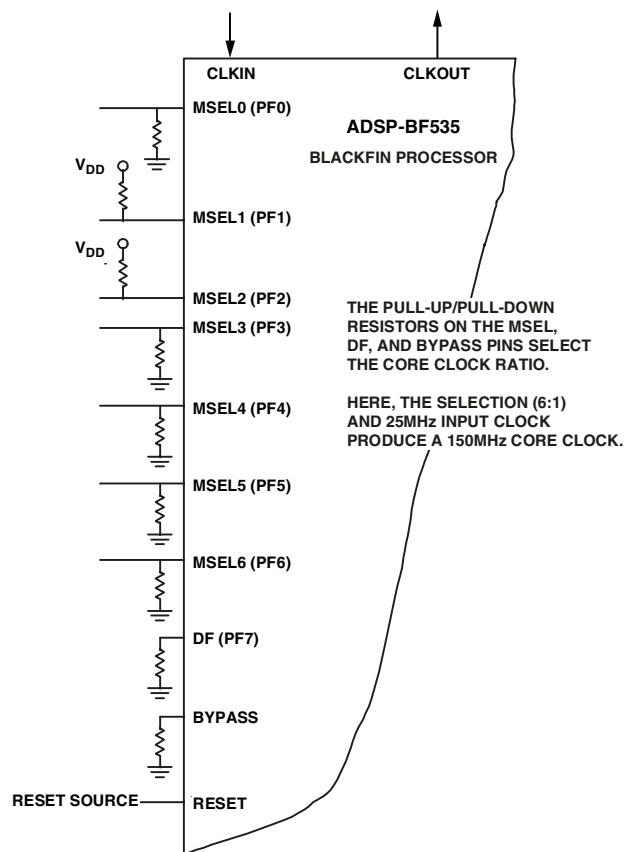 CLKIN
CLKOUT
MSEL0 (PF0)
ADSP-BF535
BLACKFIN PROCESSOR
VDD
MSEL1 (PF1)
VDD
MSEL2 (PF2)
MSEL3 (PF3)
THE PULL-UP/PULL-DOWN
RESISTORS ON THE MSEL,
DF, AND BYPASS PINS SELECT
THE CORE CLOCK RATIO.
HERE, THE SELECTION (6:1)
AND 25MHz INPUT CLOCK
PRODUCE A 150MHz CORE CLOCK.
MSEL4 (PF4)
MSEL5 (PF5)
MSEL6 (PF6)
DF (PF7)
BYPASS
RESET SOURCE
RESET